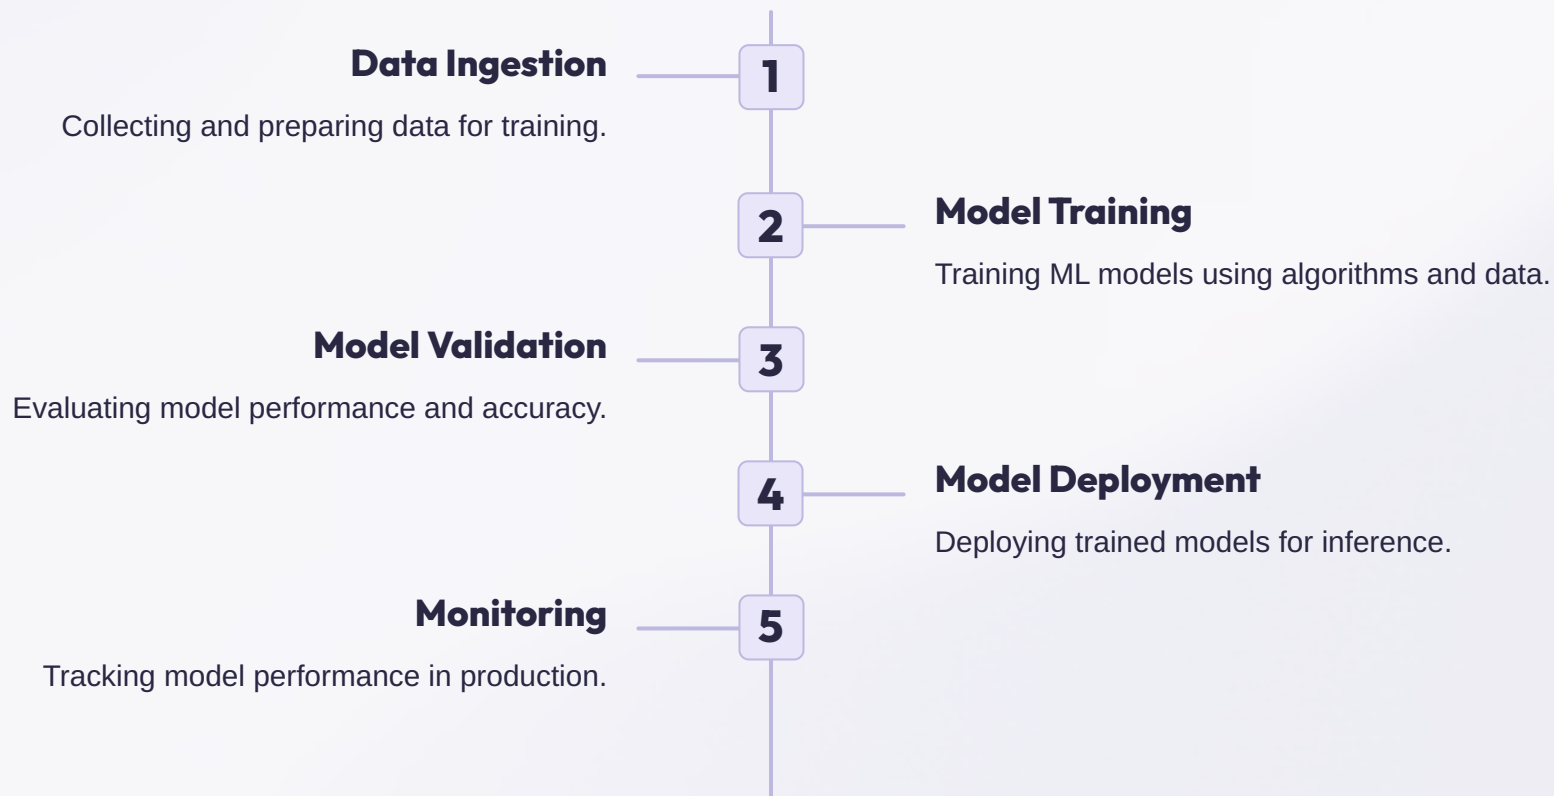 Data Ingestion
1
Collecting and preparing data for training.
2
Model Training
Training ML models using algorithms and data.
Model Validation
3
Evaluating model performance and accuracy.
4
Model Deployment
Deploying trained models for inference.
Monitoring
5
Tracking model performance in production.